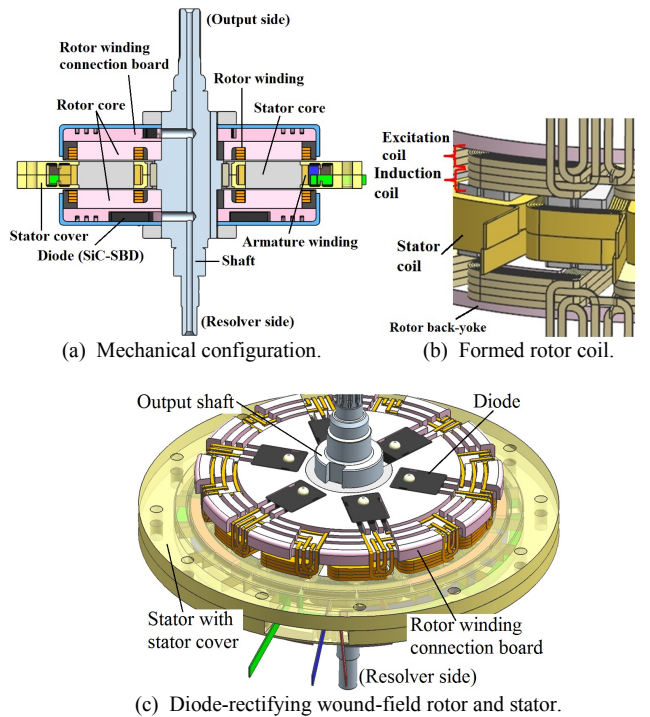 (Output side)
Rotor winding
connection board
Rotor winding
Rotor core
Stator core
Stator cover
Diode (SiC-SBD)
Armature winding
Shaft
(Resolver side)
(a) Mechanical configuration.
Excitation
coil
Induction
coil
Stator
coil
Rotor back-yoke
(b) Formed rotor coil.
Output shaft
Diode
Stator with
stator cover
Rotor winding
connection board
(Resolver side)
(c) Diode-rectifying wound-field rotor and stator.